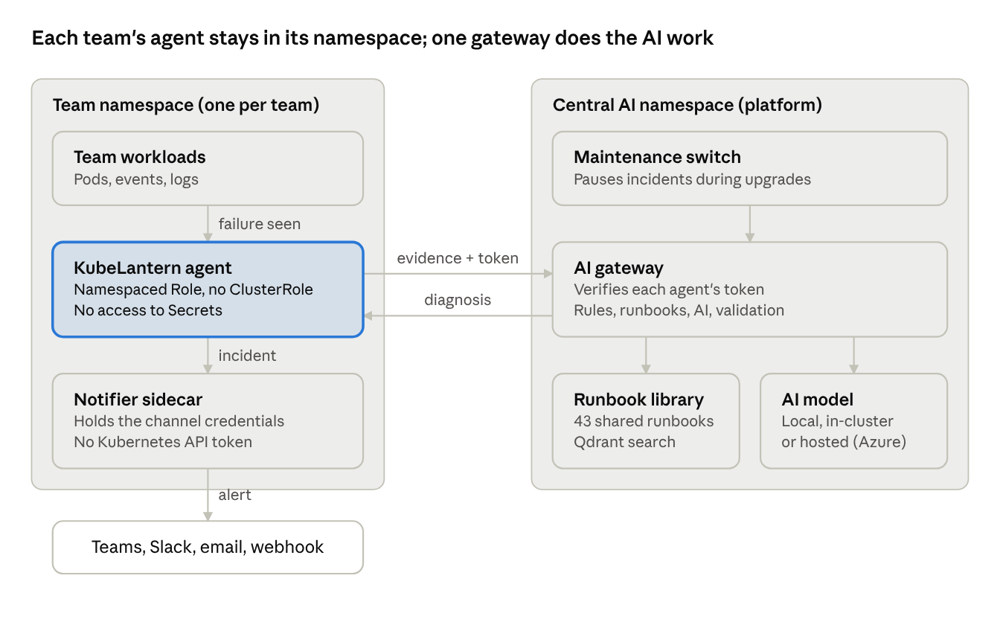 Each team's agent stays in its namespace; one gateway does the AI work
Team namespace (one per team)
Team workloads
Pods, events, logs
failure seen
KubeLantern agent
Namespaced Role, no ClusterRole
No access to Secrets
incident
Notifier sidecar
Holds the channel credentials
No Kubernetes API token
alert
Teams, Slack, email, webhook
evidence + token
diagnosis
Central AI namespace (platform)
Maintenance switch
Pauses incidents during upgrades
AI gateway
Verifies each agent's token
Rules, runbooks, AI, validation
Runbook library
43 shared runbooks
Qdrant search
AI model
Local, in-cluster
or hosted (Azure)